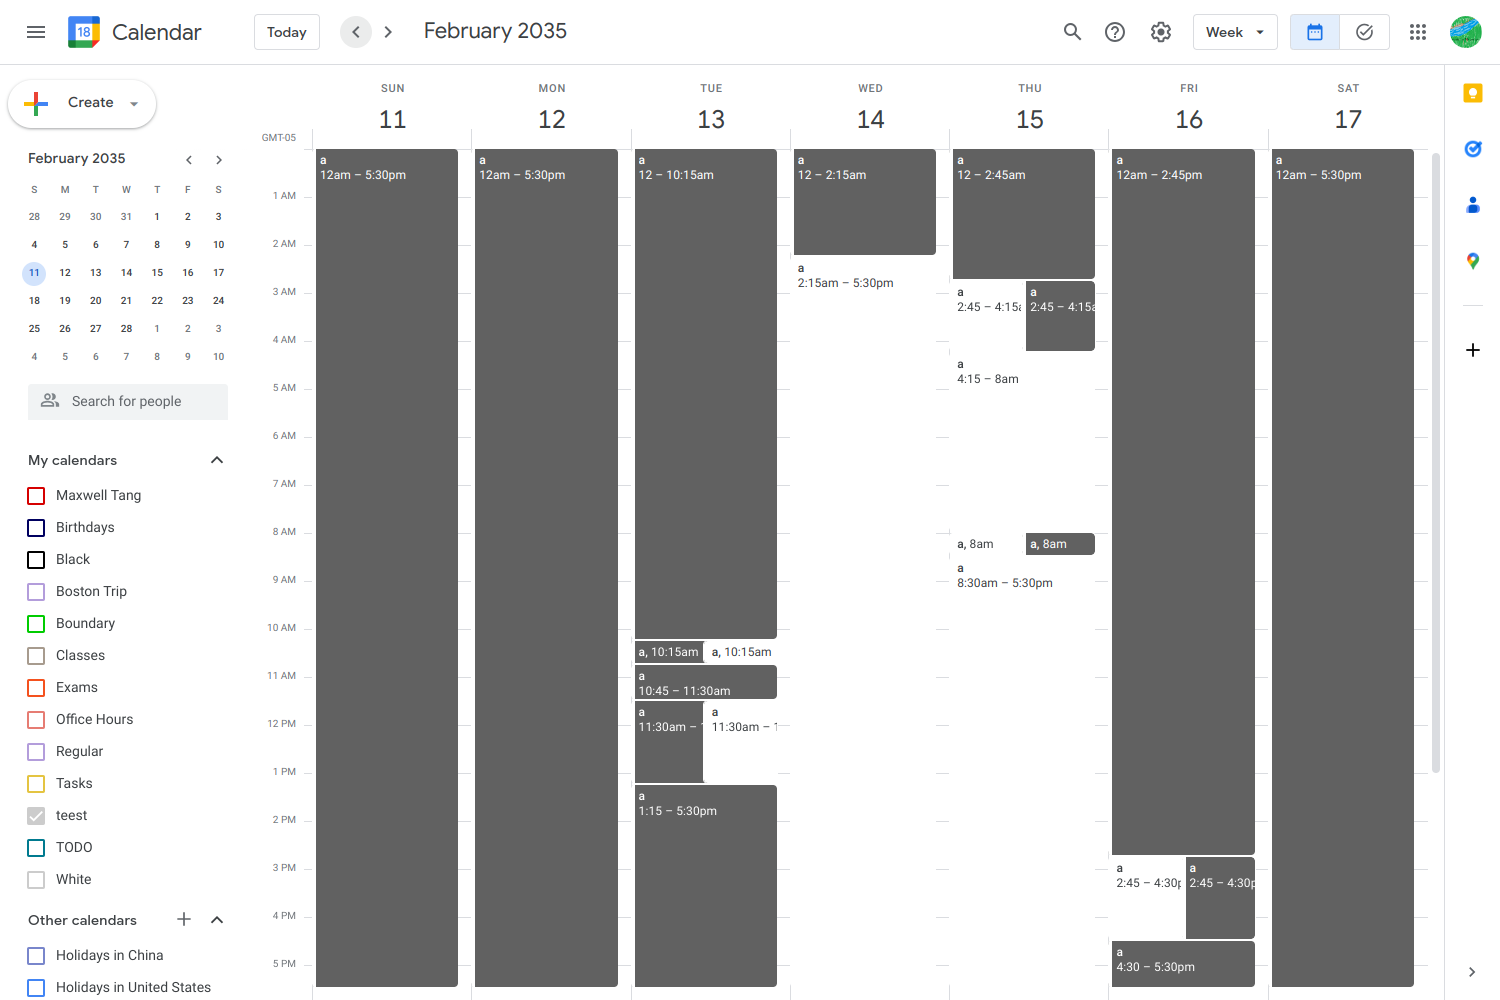 18 Calendar
Today
February 2035
Week
Create
February 2035
S M T W T F S
28 29 30 31 1 2 3
4 5 6 7 8 9 10
11 12 13 14 15 16 17
18 19 20 21 22 23 24
25 26 27 28 1 2 3
4 5 6 7 8 9 10
Search for people
My calendars
Maxwell Tang
Birthdays
Black
Boston Trip
Boundary
Classes
Exams
Office Hours
Regular
Tasks
teest
TODO
White
Other calendars
Holidays in China
Holidays in United States
GMT-05
1 AM
2 AM
3 AM
4 AM
5 AM
6 AM
7 AM
8 AM
9 AM
10 AM
11 AM
12 PM
1 PM
2 PM
3 PM
4 PM
5 PM
SUN
11
a
12am – 5:30pm
MON
12
a
12am – 5:30pm
TUE
13
a
12 – 10:15am
a, 10:15am
a, 10:15am
a
10:45 – 11:30am
a
11:30am –
a
11:30am –
a
1:15 – 5:30pm
WED
14
a
12 – 2:15am
a
2:15am – 5:30pm
THU
15
a
12 – 2:45am
a
2:45 – 4:15a
a
2:45 – 4:15a
a
4:15 – 8am
a, 8am
a, 8am
a
8:30am – 5:30pm
FRI
16
a
12am – 2:45pm
a
2:45 – 4:30p
a
2:45 – 4:30p
a
4:30 – 5:30pm
SAT
17
a
12am – 5:30pm